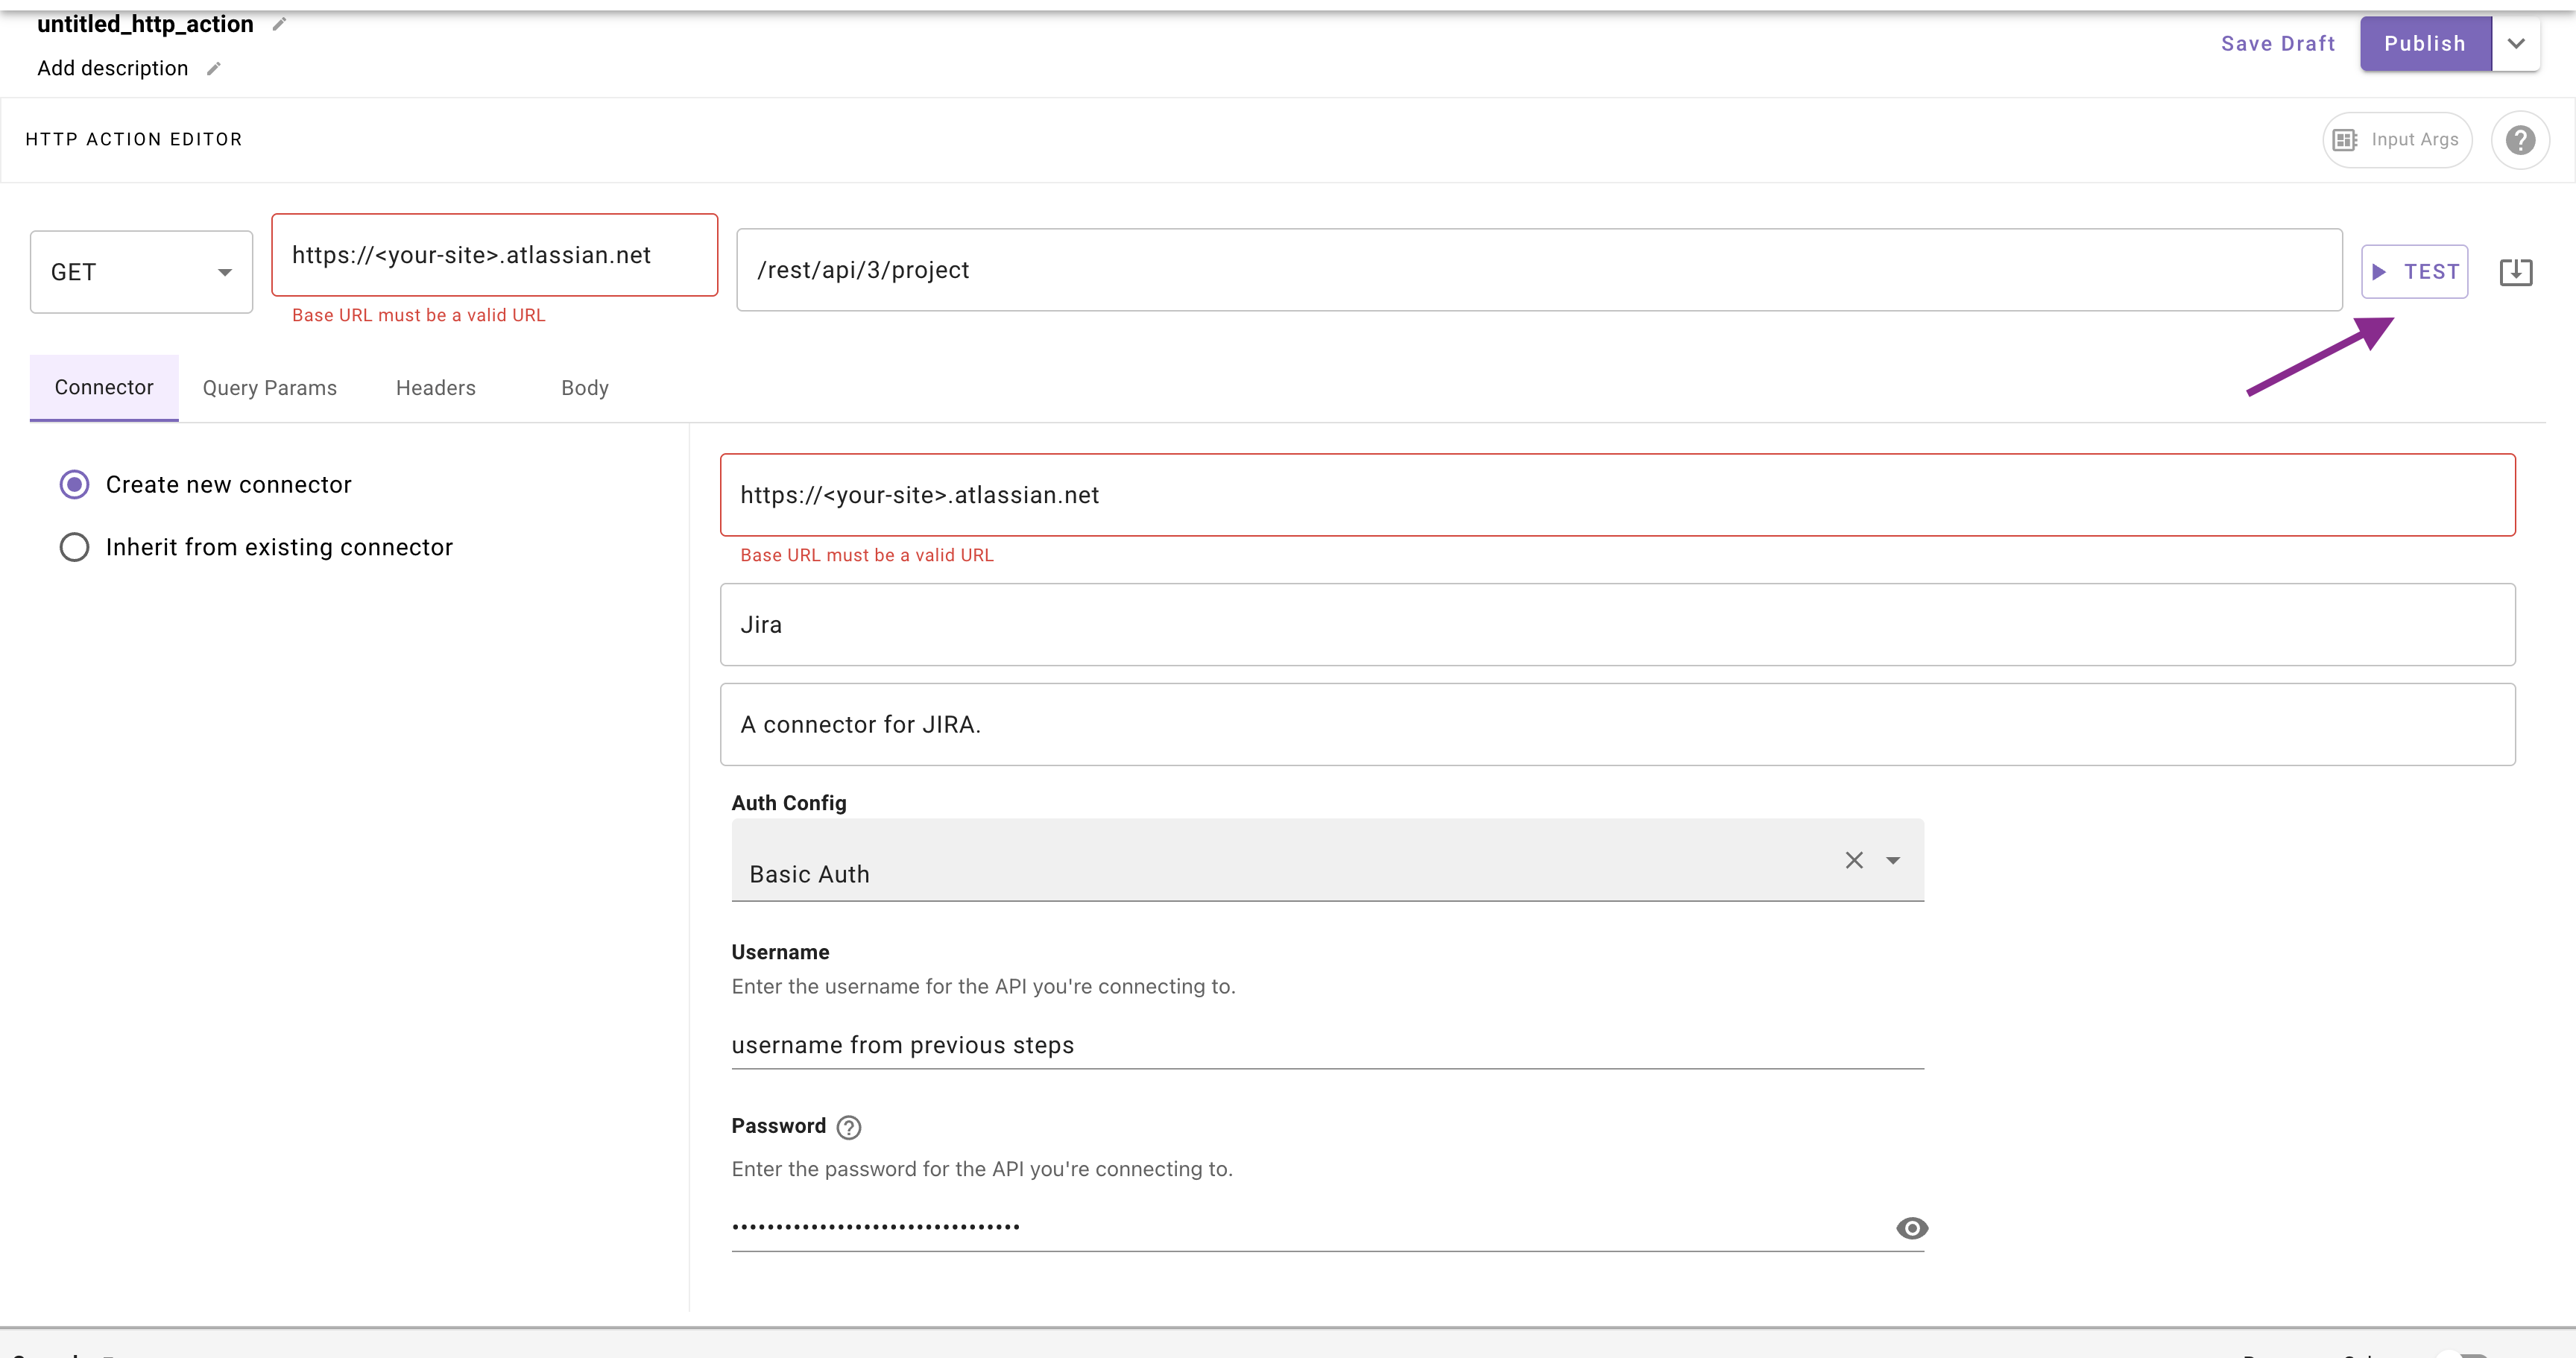 untitled_http_action
Add description
Save Draft
Publish
HTTP ACTION EDITOR
Input Args
GET
https://<your-site>.atlassian.net
/rest/api/3/project
TEST
Base URL must be a valid URL
Connector
Query Params
Headers
Body
Create new connector
Inherit from existing connector
https://<your-site>.atlassian.net
Base URL must be a valid URL
Jira
A connector for JIRA.
Auth Config
Basic Auth
Username
Enter the username for the API you're connecting to.
username from previous steps
Password
Enter the password for the API you're connecting to.
•••••••••••••••••••••••••••••••••